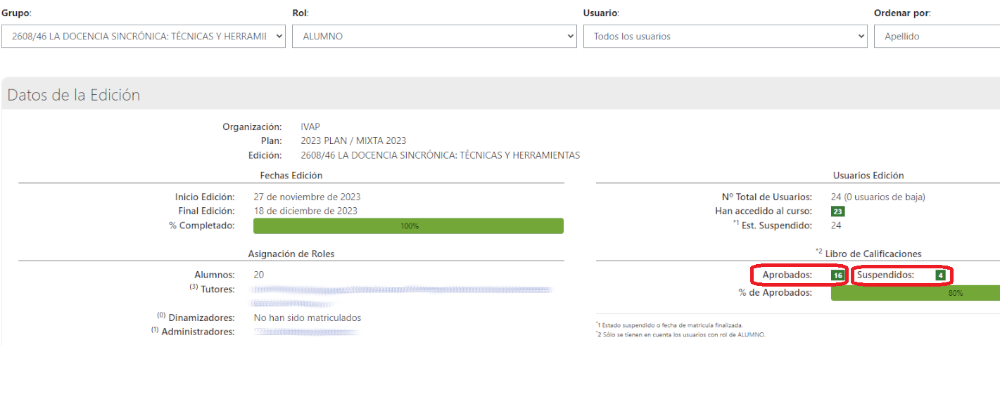 Grupo: Rol: Usuario: Ordenar por:
2608/46 LA DOCENCIA SINCRÓNICA: TÉCNICAS Y HERRAMIE ALUMNO Todos los usuarios Apellido
Datos de la Edición
Organización: IVAP
Plan: 2023 PLAN / MIXTA 2023
Edición: 2608/46 LA DOCENCIA SINCRÓNICA: TÉCNICAS Y HERRAMIENTAS
Fechas Edición
Inicio Edición: 27 de noviembre de 2023
Final Edición: 18 de diciembre de 2023
% Completado: 100%
Usuarios Edición
Nº Total de Usuarios: 24 (0 usuarios de baja)
Han accedido al curso: 23
*1 Est. Suspendido: 24
Asignación de Roles
Alumnos: 20
(3) Tutores:
(0) Dinamizadores: No han sido matriculados
(1) Administradores:
*2 Libro de Calificaciones
Aprobados: 16 Suspendidos: 4
% de Aprobados: 80%
*1 Estado suspendido o fecha de matricula finalizada.
*2 Sólo se tienen en cuenta los usuarios con rol de ALUMNO.